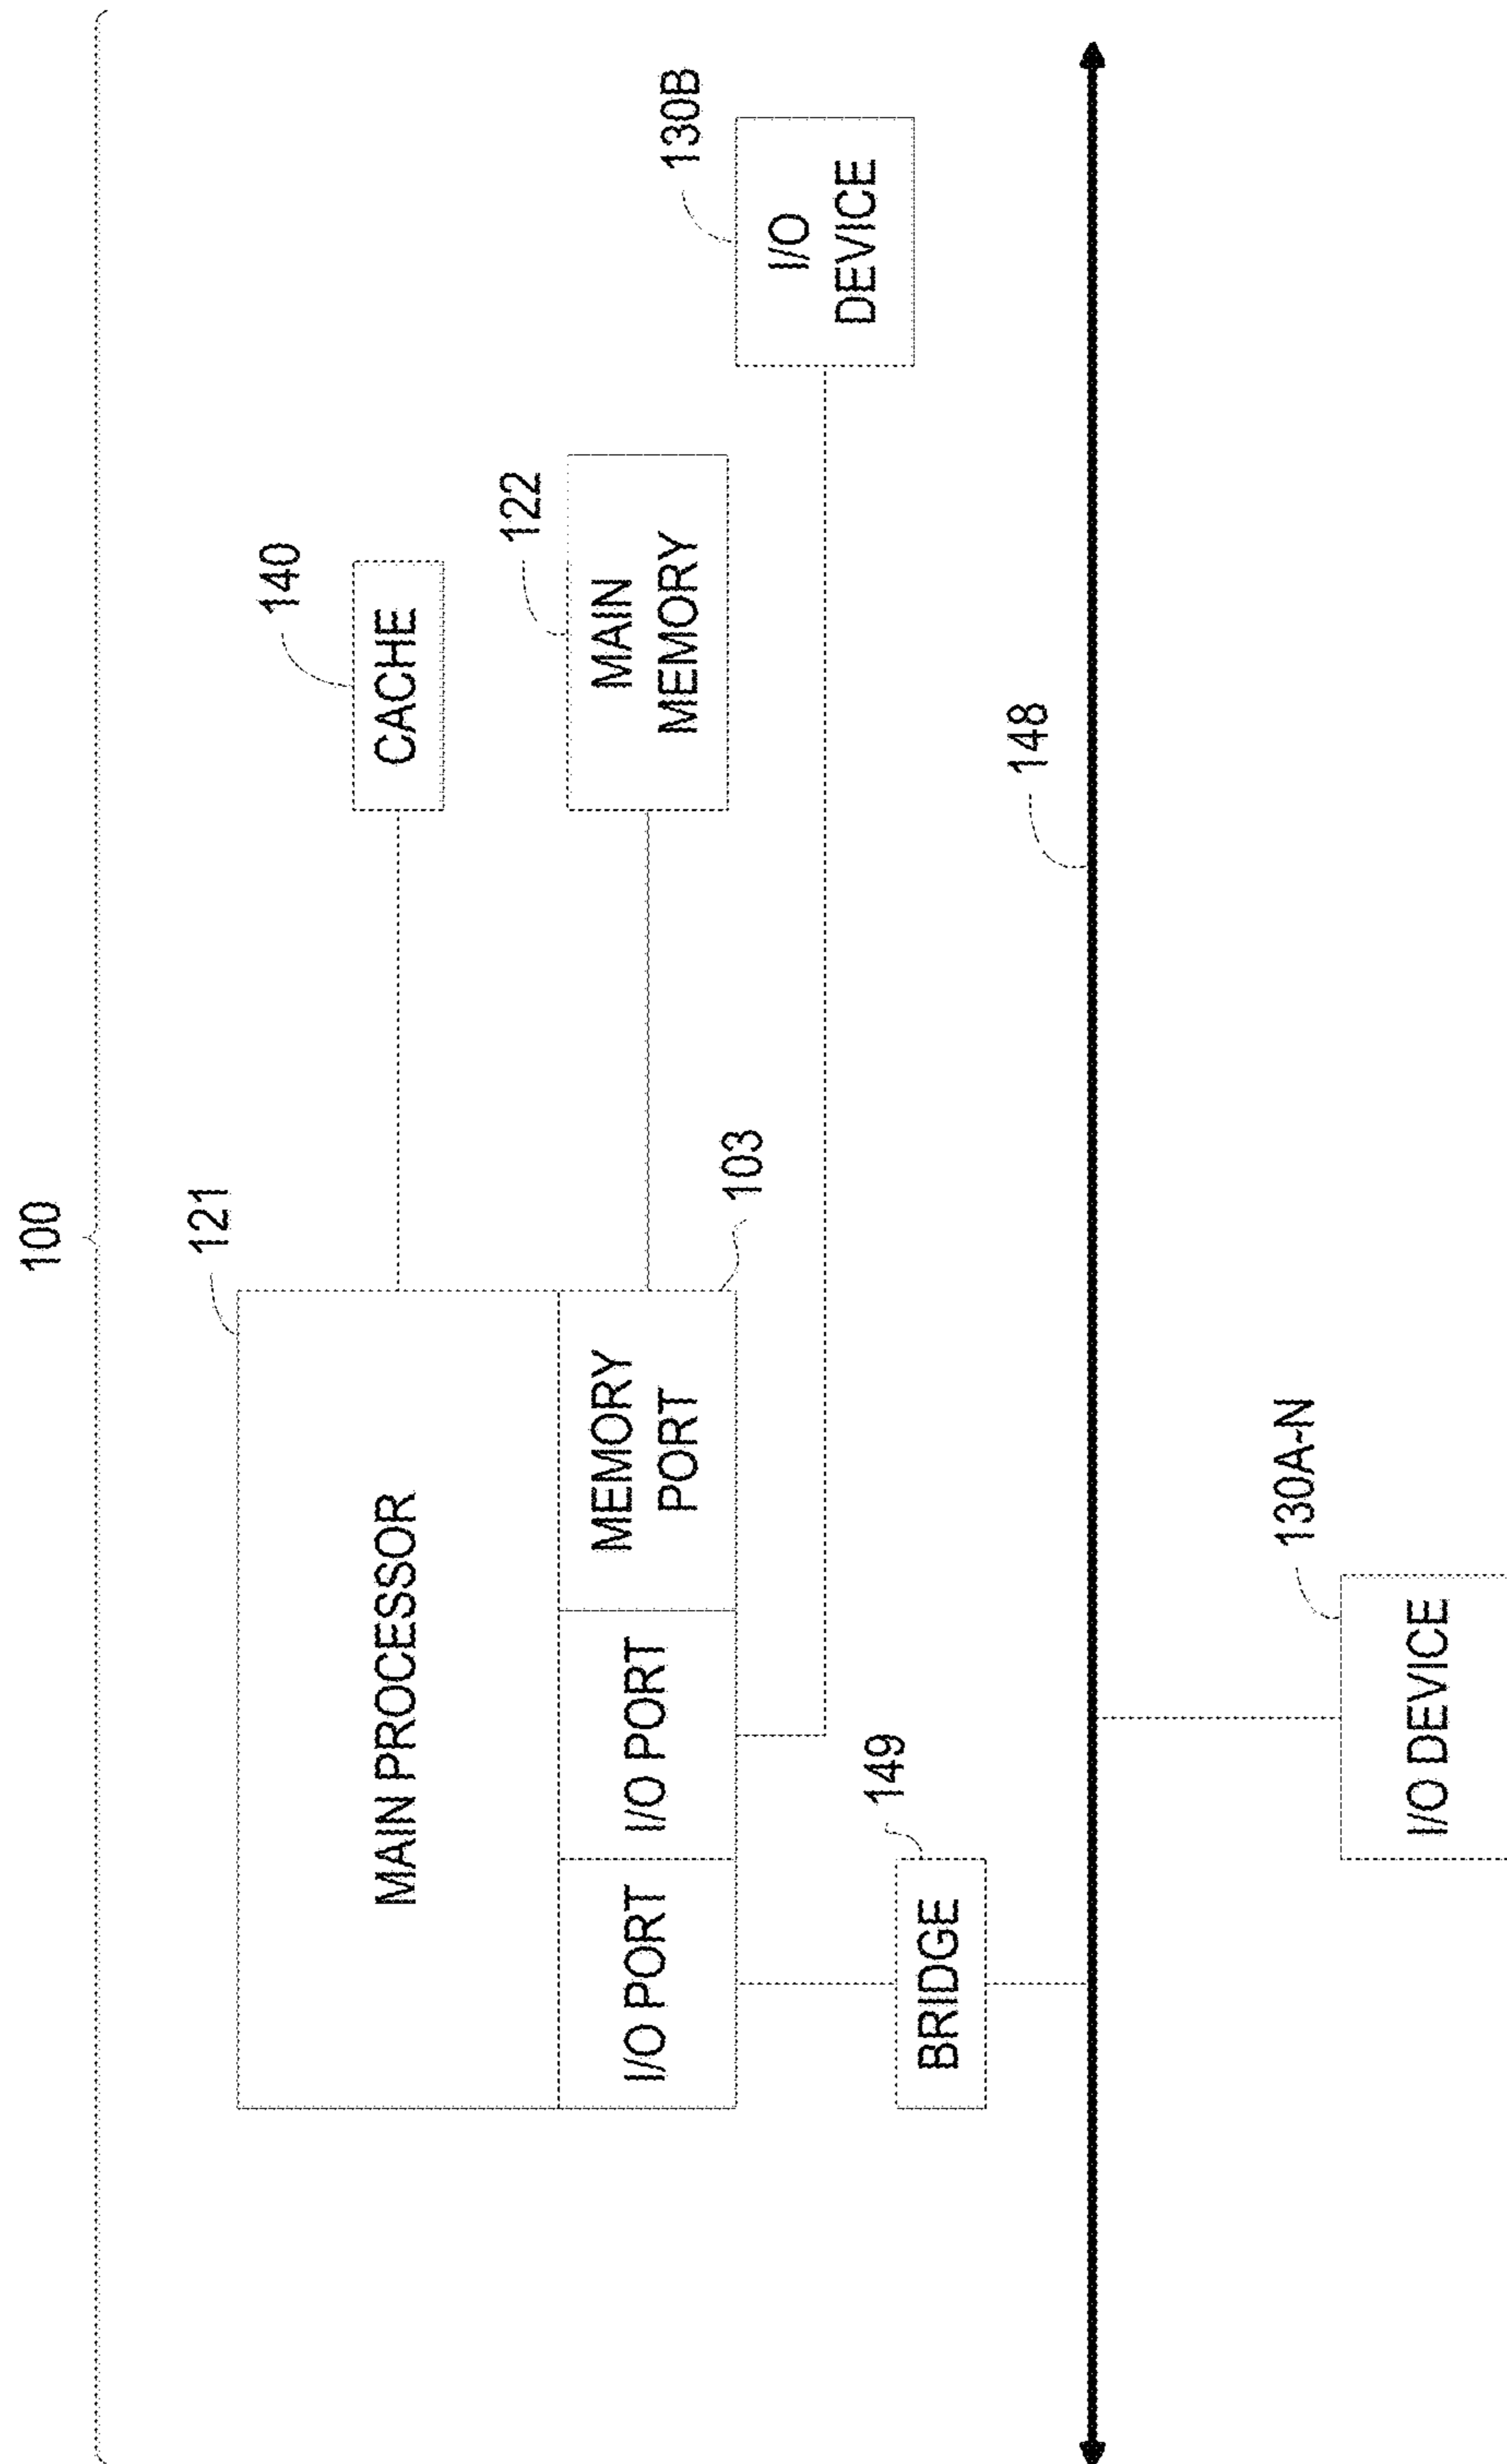 100
121
MAIN PROCESSOR
140
CACHE
I/O PORT
I/O PORT
MEMORY
PORT
103
122
MAIN
MEMORY
130B
I/O
DEVICE
149
BRIDGE
148
130A-N
I/O DEVICE